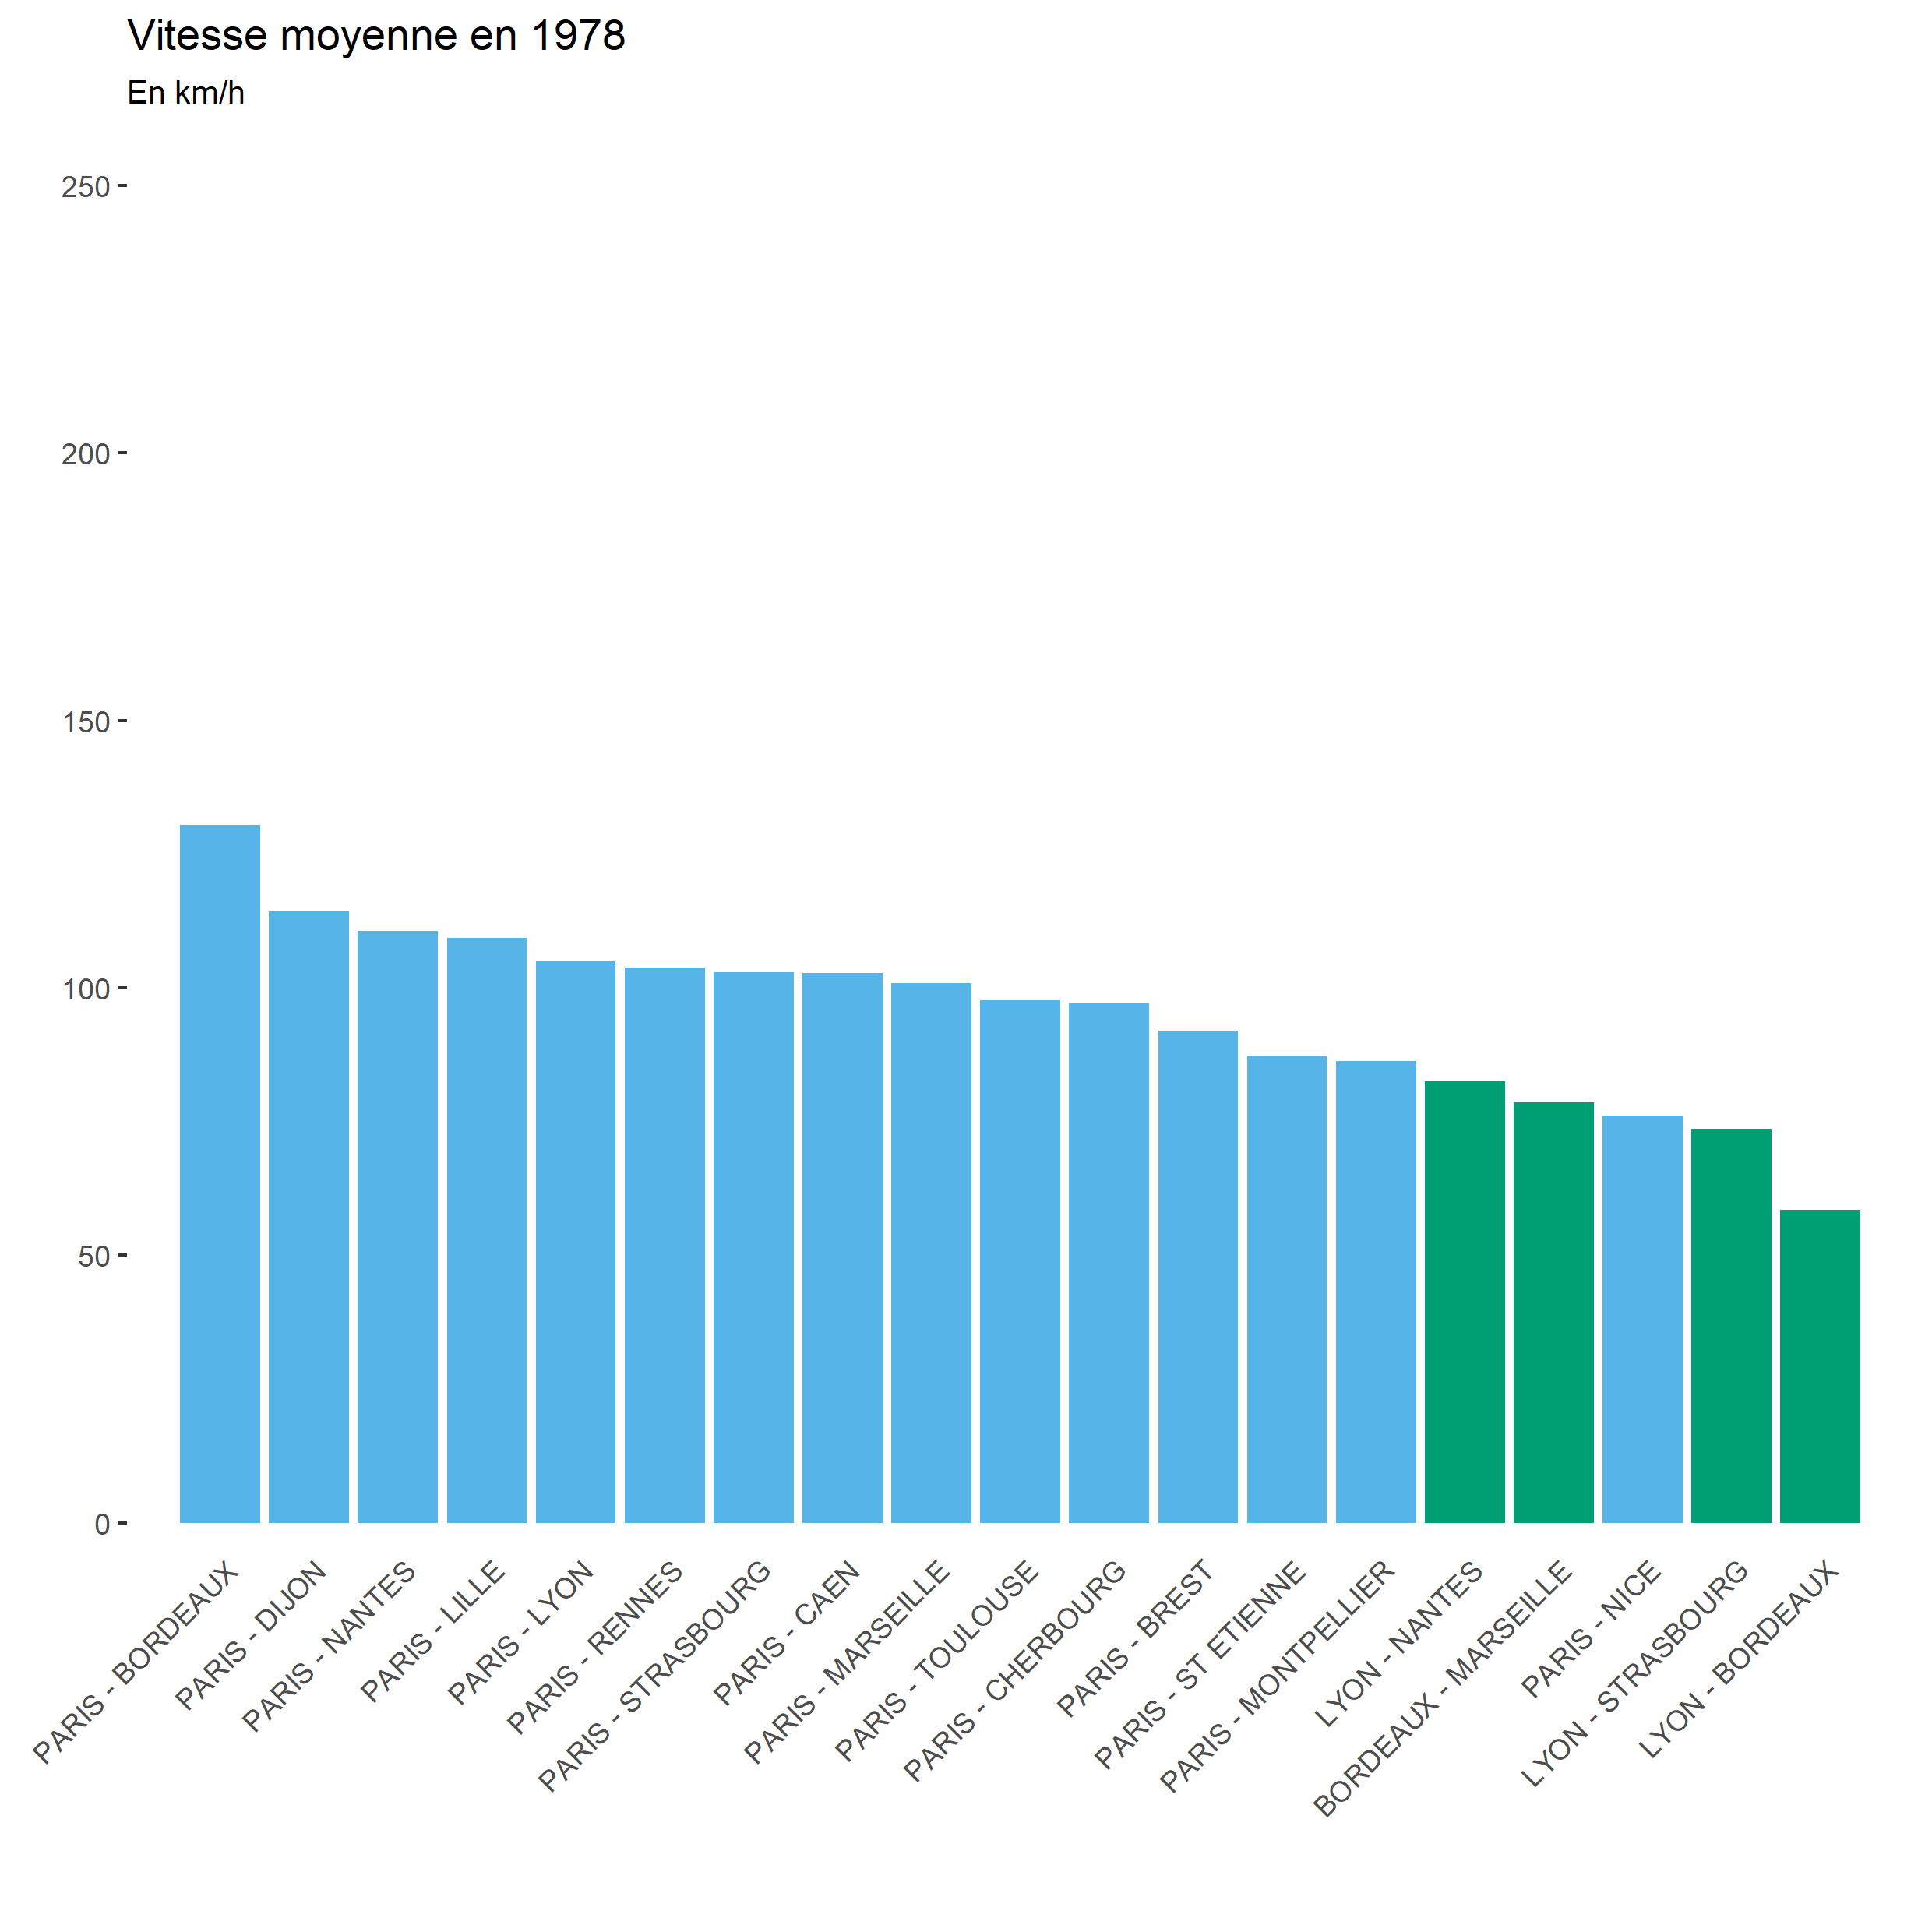 Vitesse moyenne en 1978
En km/h
250
200
150
100
50
0
PARIS - BORDEAUX
PARIS - DIJON
PARIS - NANTES
PARIS - LILLE
PARIS - LYON
PARIS - RENNES
PARIS - STRASBOURG
PARIS - CAEN
PARIS - MARSEILLE
PARIS - TOULOUSE
PARIS - CHERBOURG
PARIS - BREST
PARIS - ST ETIENNE
PARIS - MONTPELLIER
LYON - NANTES
BORDEAUX - MARSEILLE
PARIS - NICE
LYON - STRASBOURG
LYON - BORDEAUX